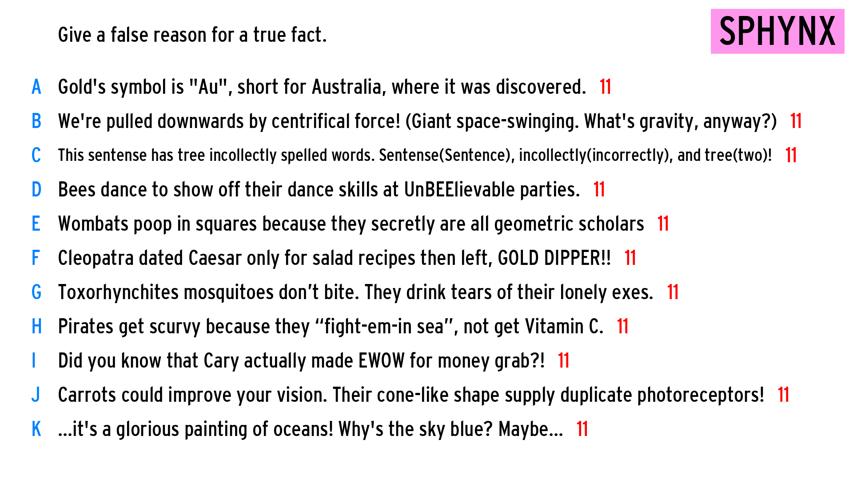 Give a false reason for a true fact.
SPHYNX
A Gold's symbol is "Au", short for Australia, where it was discovered. 11
B We're pulled downwards by centrifical force! (Giant space-swinging. What's gravity, anyway?) 11
C This sentense has tree incollectly spelled words. Sentense(Sentence), incollectly(incorrectly), and tree(two)! 11
D Bees dance to show off their dance skills at UnBEElievable parties. 11
E Wombats poop in squares because they secretly are all geometric scholars 11
F Cleopatra dated Caesar only for salad recipes then left, GOLD DIPPER!! 11
G Toxorhynchites mosquitoes don’t bite. They drink tears of their lonely exes. 11
H Pirates get scurvy because they “fight-em-in sea”, not get Vitamin C. 11
I Did you know that Cary actually made EWOW for money grab?! 11
J Carrots could improve your vision. Their cone-like shape supply duplicate photoreceptors! 11
K ...it's a glorious painting of oceans! Why's the sky blue? Maybe... 11